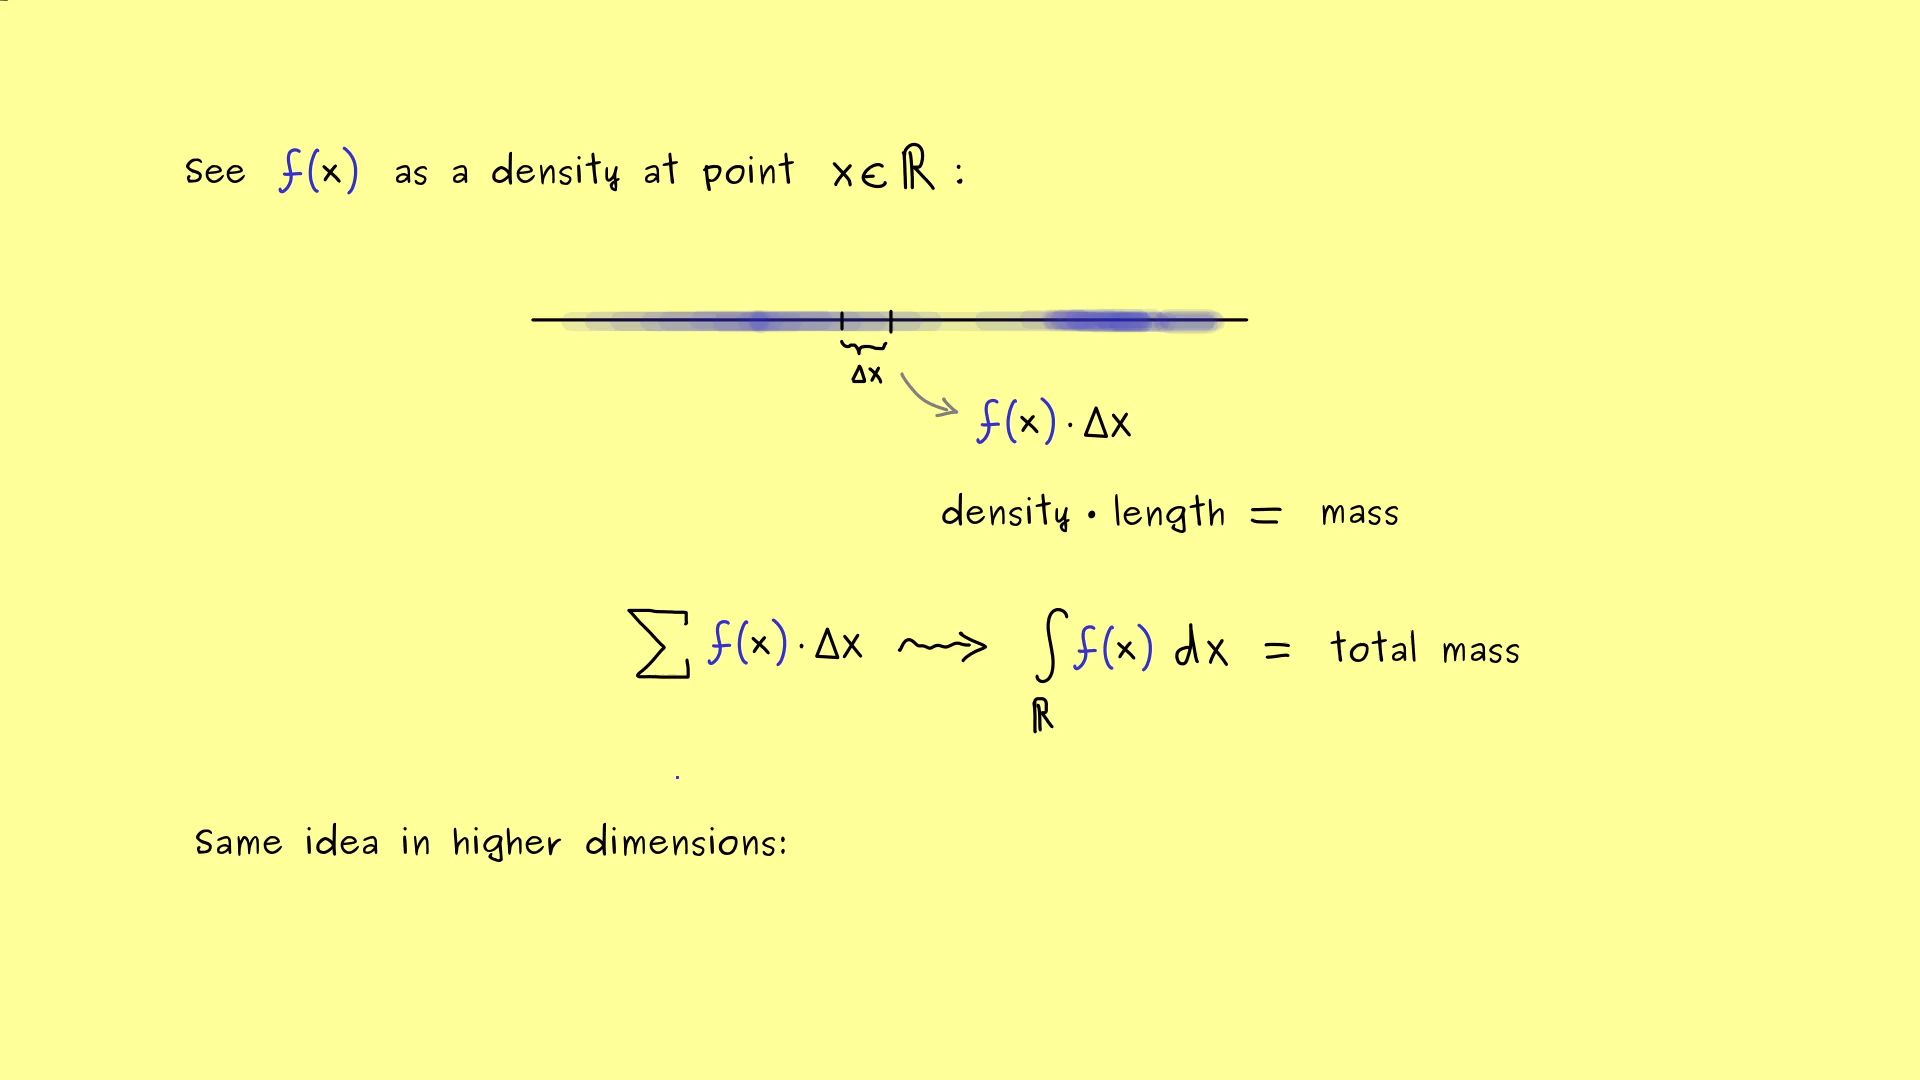 See f(x) as a density at point x ∈ ℝ :
Δx
f(x) · Δx
density · length = mass
∑ f(x) · Δx ⇝ ∫ f(x) dx = total mass
ℝ
Same idea in higher dimensions: